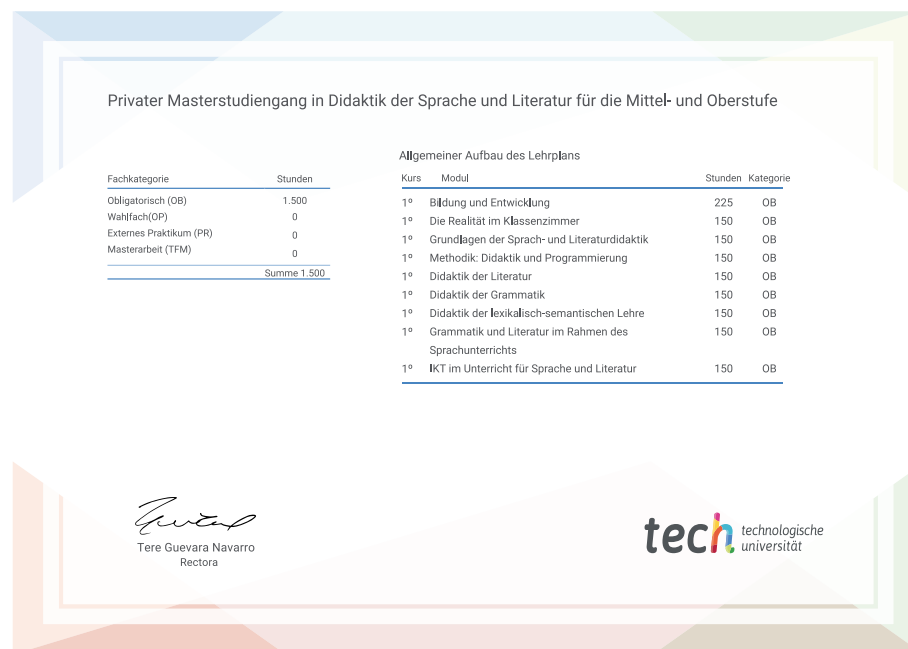 Privater Masterstudiengang in Didaktik der Sprache und Literatur für die Mittel- und Oberstufe
Fachkategorie Stunden
Obligatorisch (OB) 1.500
Wahlfach(OP) 0
Externes Praktikum (PR) 0
Masterarbeit (TFM) 0
Summe 1.500
Allgemeiner Aufbau des Lehrplans
Kurs Modul Stunden Kategorie
1º Bildung und Entwicklung 225 OB
1º Die Realität im Klassenzimmer 150 OB
1º Grundlagen der Sprach- und Literaturdidaktik 150 OB
1º Methodik: Didaktik und Programmierung 150 OB
1º Didaktik der Literatur 150 OB
1º Didaktik der Grammatik 150 OB
1º Didaktik der lexikalisch-semantischen Lehre 150 OB
1º Grammatik und Literatur im Rahmen des 150 OB
Sprachunterrichts
1º IKT im Unterricht für Sprache und Literatur 150 OB
Tere Guevara Navarro
Rectora
tech technologische
universität